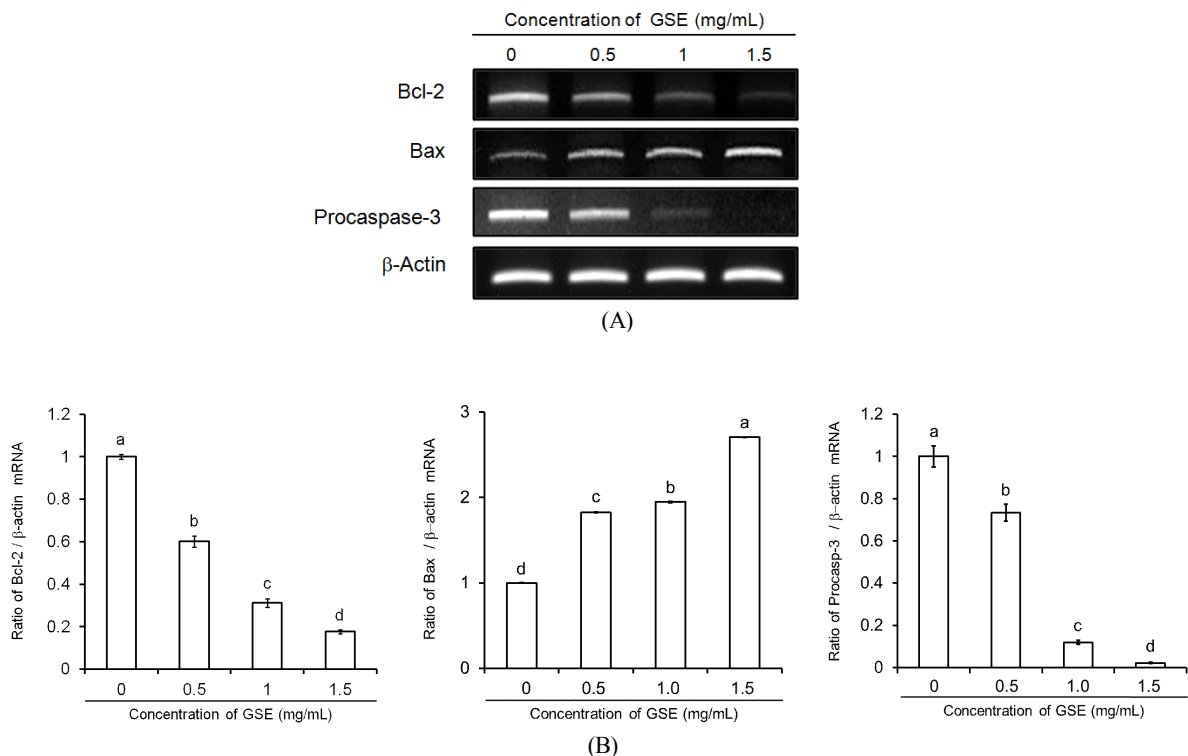 Concentration of GSE (mg/mL)
0 0.5 1 1.5
Bcl-2
Bax
Procaspase-3
β-Actin
(A)
Ratio of Bcl-2 / β-actin mRNA
1.2
1
0.8
0.6
0.4
0.2
0
a
b
c
d
0 0.5 1 1.5
Concentration of GSE (mg/mL)
Ratio of Bax / β–actin mRNA
3
2
1
0
d
c
b
a
0 0.5 1.0 1.5
Concentration of GSE (mg/mL)
Ratio of Procasp-3 / β–actin mRNA
1.2
1
0.8
0.6
0.4
0.2
0
a
b
c
d
0 0.5 1.0 1.5
Concentration of GSE (mg/mL)
(B)